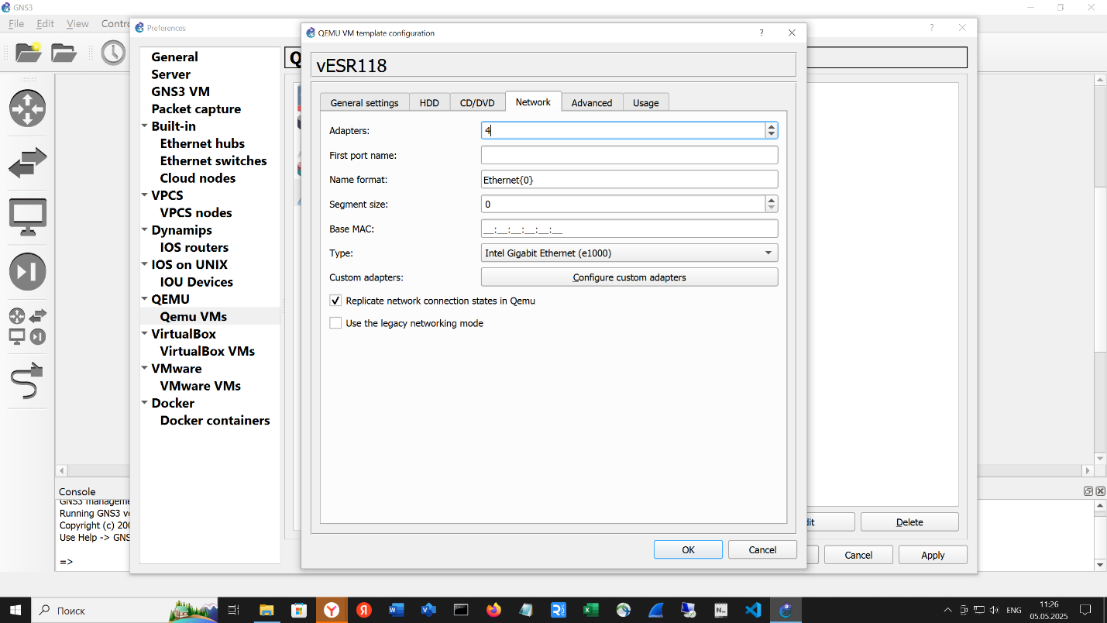 GNS3
File Edit View Contro
Preferences
QEMU VM template configuration
General
Server
GNS3 VM
Packet capture
Built-in
Ethernet hubs
Ethernet switches
Cloud nodes
VPCS
VPCS nodes
Dynamips
IOS routers
IOS on UNIX
IOU Devices
QEMU
Qemu VMs
VirtualBox
VirtualBox VMs
VMware
VMware VMs
Docker
Docker containers
vESR118
General settings HDD CD/DVD Network Advanced Usage
Adapters: 4
First port name:
Name format: Ethernet{0}
Segment size: 0
Base MAC: __:__:__:__:__:__
Type: Intel Gigabit Ethernet (e1000)
Custom adapters: Configure custom adapters
Replicate network connection states in Qemu
Use the legacy networking mode
OK Cancel
Delete
Cancel Apply
Console
GNS3 management
Running GNS3 ve
Copyright (c) 200
Use Help -> GNS
=>
Поиск
ENG
11:26
05.05.2025